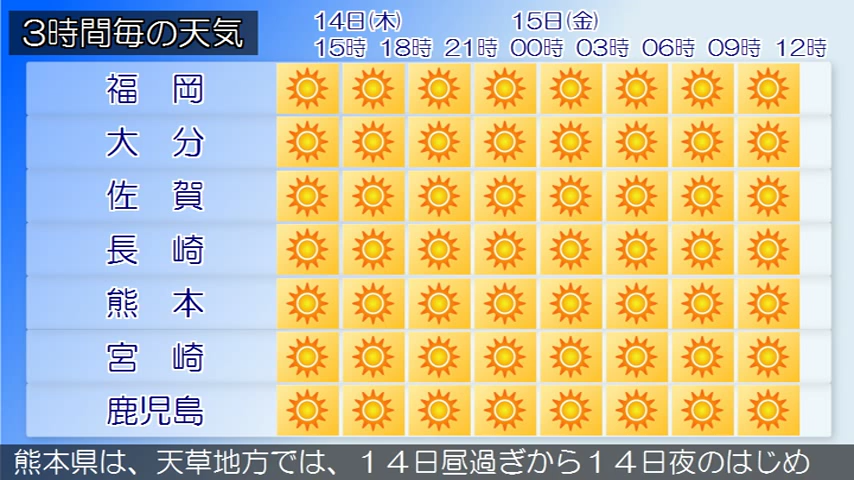 3時間毎の天気
14日(木) 15日(金)
15時 18時 21時 00時 03時 06時 09時 12時
福岡
大分
佐賀
長崎
熊本
宮崎
鹿児島
熊本県は、天草地方では、１４日昼過ぎから１４日夜のはじめ